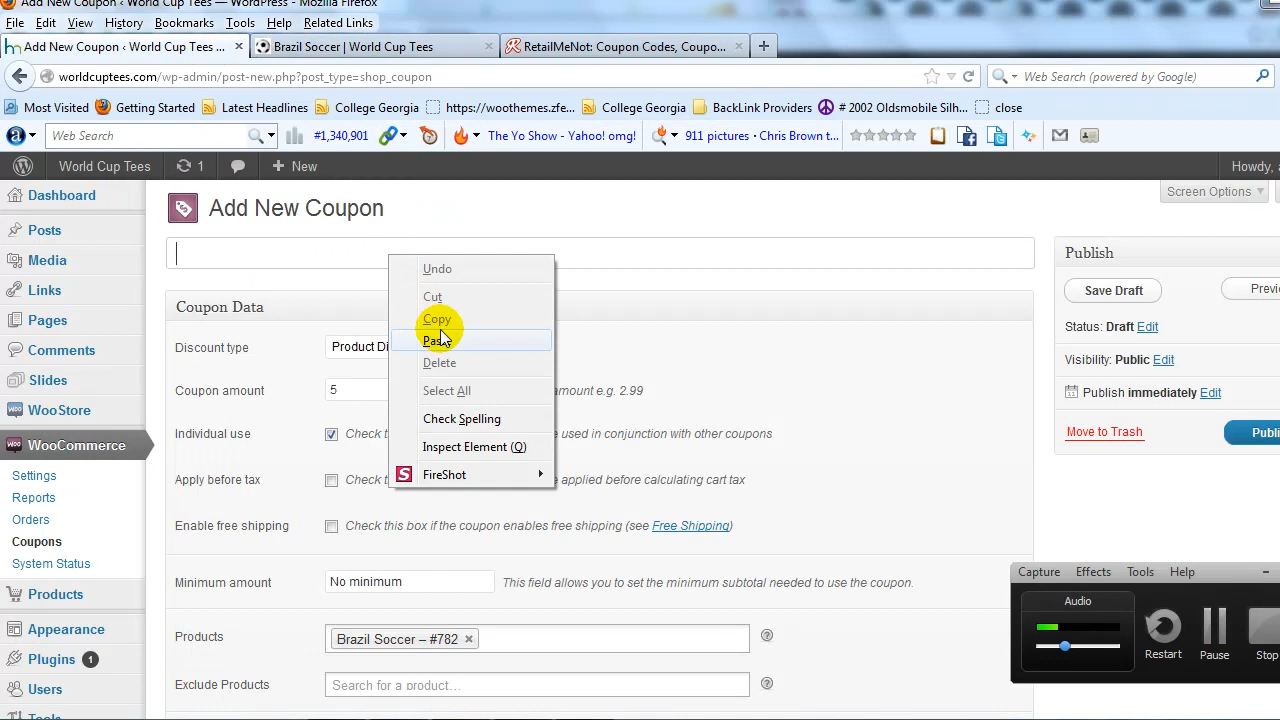 Add New Coupon ‹ World Cup Tees — WordPress - Mozilla Firefox
File Edit View History Bookmarks Tools Help Related Links
Add New Coupon ‹ World Cup Tees ... × Brazil Soccer | World Cup Tees × RetailMeNot: Coupon Codes, Coupo... × +
worldcuptees.com/wp-admin/post-new.php?post_type=shop_coupon Web Search (powered by Google)
Most Visited Getting Started Latest Headlines College Georgia https://woothemes.zfe... College Georgia BackLink Providers # 2002 Oldsmobile Silh... close
a Web Search #1,340,901 The Yo Show - Yahoo! omg! 911 pictures · Chris Brown t...
World Cup Tees 1 + New Howdy,
Screen Options
Dashboard
Posts
Media
Links
Pages
Comments
Slides
WooStore
WooCommerce
Settings
Reports
Orders
Coupons
System Status
Products
Appearance
Plugins 1
Users
Add New Coupon
Undo
Cut
Copy
Delete
Select All
Check Spelling
Inspect Element (Q)
S FireShot
Coupon Data
Discount type Product Di
Coupon amount 5 amount e.g. 2.99
Individual use Check t used in conjunction with other coupons
Apply before tax Check t applied before calculating cart tax
Enable free shipping Check this box if the coupon enables free shipping (see Free Shipping)
Minimum amount No minimum This field allows you to set the minimum subtotal needed to use the coupon.
Products Brazil Soccer – #782 ×
Exclude Products Search for a product...
Publish
Save Draft Previ
Status: Draft Edit
Visibility: Public Edit
Publish immediately Edit
Move to Trash Publi
Capture Effects Tools Help
Audio
Restart Pause Stop